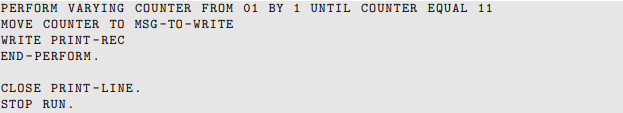 PERFORM VARYING COUNTER FROM 01 BY 1 UNTIL COUNTER EQUAL 11
MOVE COUNTER TO MSG-TO-WRITE
WRITE PRINT-REC
END-PERFORM.
CLOSE PRINT-LINE.
STOP RUN.